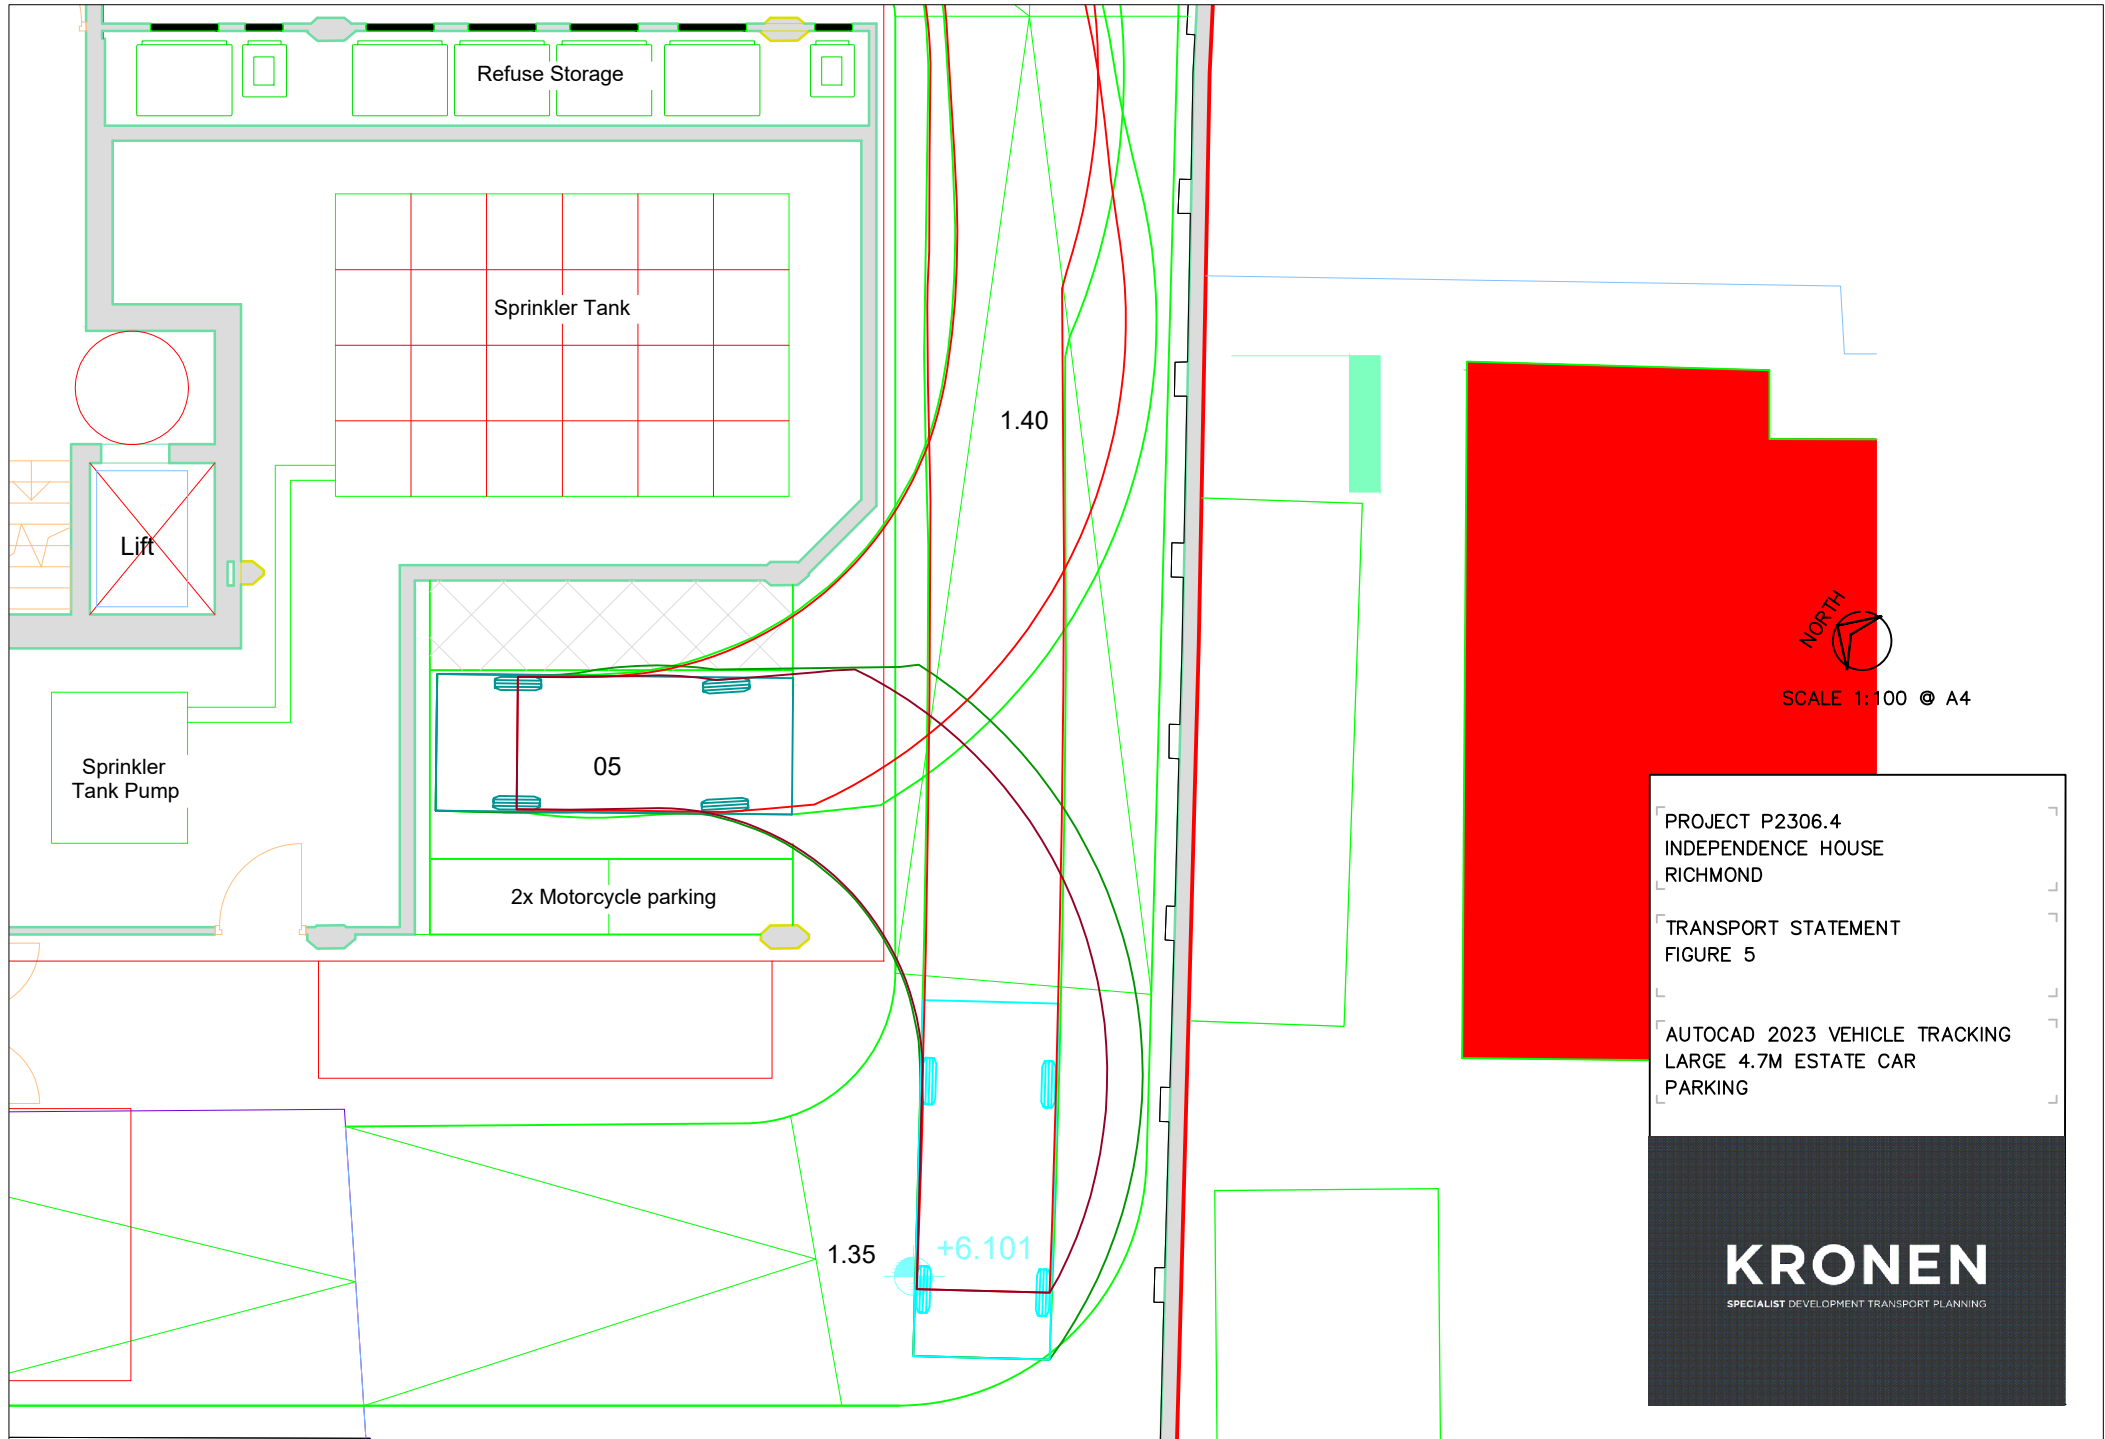 Refuse Storage
Sprinkler Tank
1.40
Lift
NORTH
SCALE 1:100 @ A4
05
Sprinkler
Tank Pump
2x Motorcycle parking
1.35
+6.101
PROJECT P2306.4
INDEPENDENCE HOUSE
RICHMOND
TRANSPORT STATEMENT
FIGURE 5
AUTOCAD 2023 VEHICLE TRACKING
LARGE 4.7M ESTATE CAR
PARKING
KRONEN
SPECIALIST DEVELOPMENT TRANSPORT PLANNING